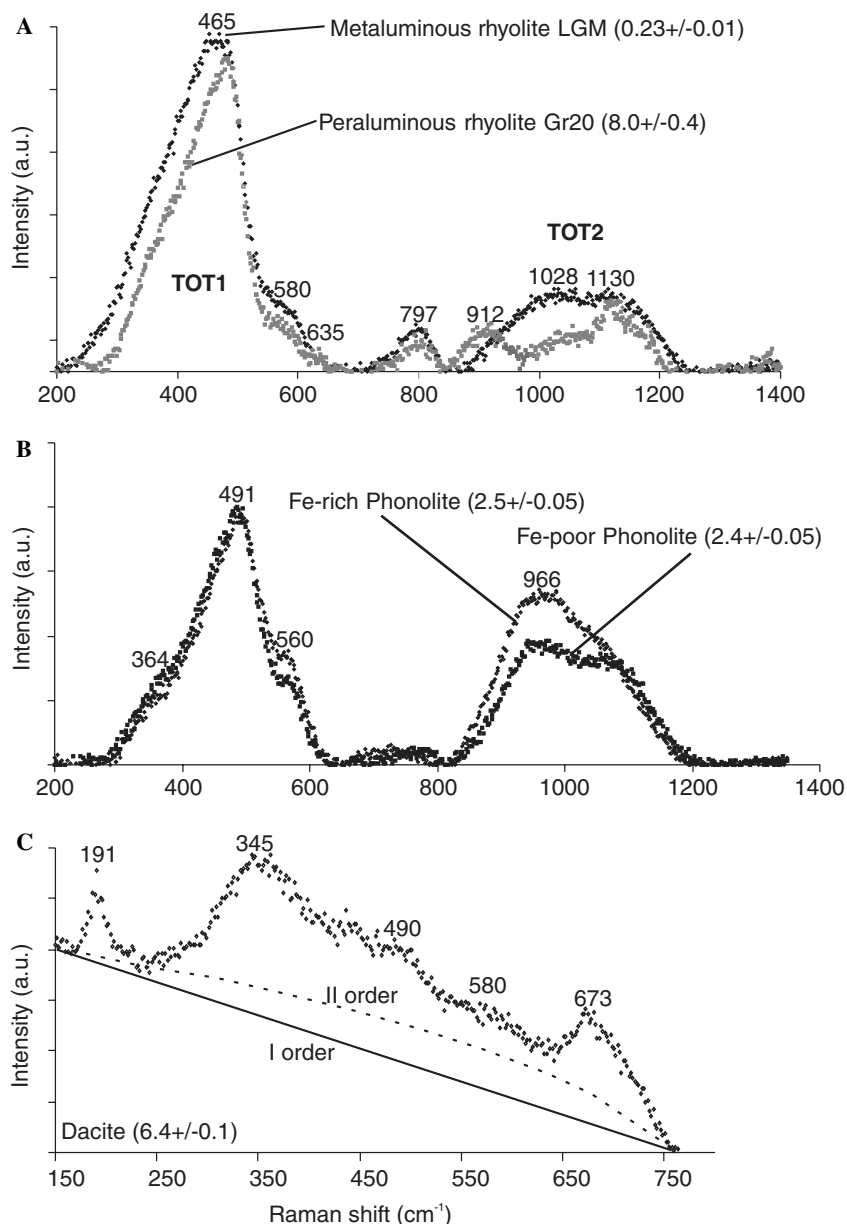 A
465
Metaluminous rhyolite LGM (0.23+/-0.01)
Peraluminous rhyolite Gr20 (8.0+/-0.4)
Intensity (a.u.)
TOT1
TOT2
580
635
797
912
1028
1130
200 400 600 800 1000 1200 1400
B
491
Fe-rich Phonolite (2.5+/-0.05)
Fe-poor Phonolite (2.4+/-0.05)
966
Intensity (a.u.)
364
560
200 400 600 800 1000 1200 1400
C
191
345
490
580
673
Intensity (a.u.)
II order
I order
Dacite (6.4+/-0.1)
150 250 350 450 550 650 750
Raman shift (cm⁻¹)